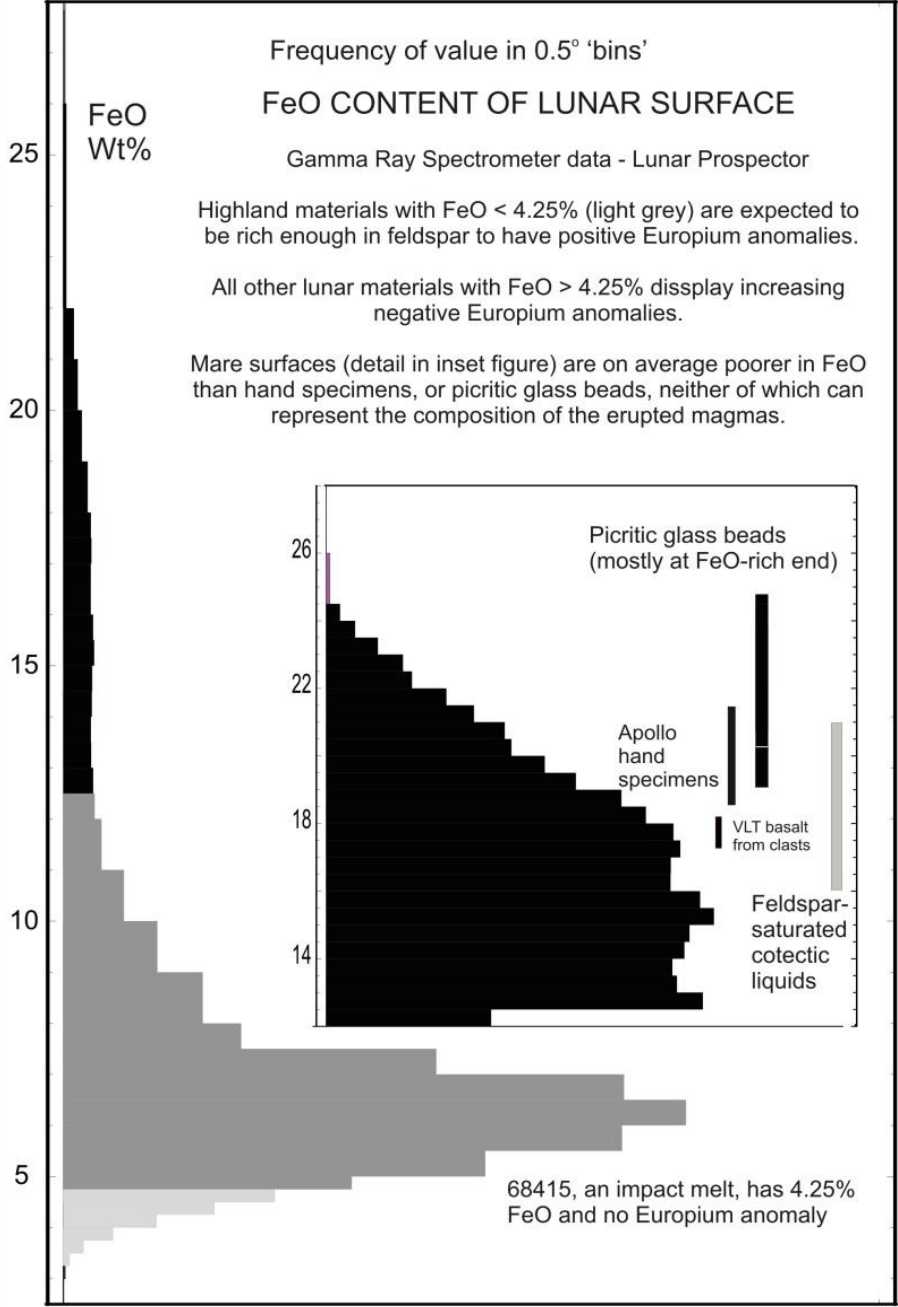 Frequency of value in 0.5° 'bins'
FeO CONTENT OF LUNAR SURFACE
FeO
Wt%
Gamma Ray Spectrometer data - Lunar Prospector
Highland materials with FeO < 4.25% (light grey) are expected to
be rich enough in feldspar to have positive Europium anomalies.
All other lunar materials with FeO > 4.25% dissplay increasing
negative Europium anomalies.
Mare surfaces (detail in inset figure) are on average poorer in FeO
than hand specimens, or picritic glass beads, neither of which can
represent the composition of the erupted magmas.
25
20
15
10
5
26
22
18
14
Picritic glass beads
(mostly at FeO-rich end)
Apollo
hand
specimens
VLT basalt
from clasts
Feldspar-
saturated
cotectic
liquids
68415, an impact melt, has 4.25%
FeO and no Europium anomaly